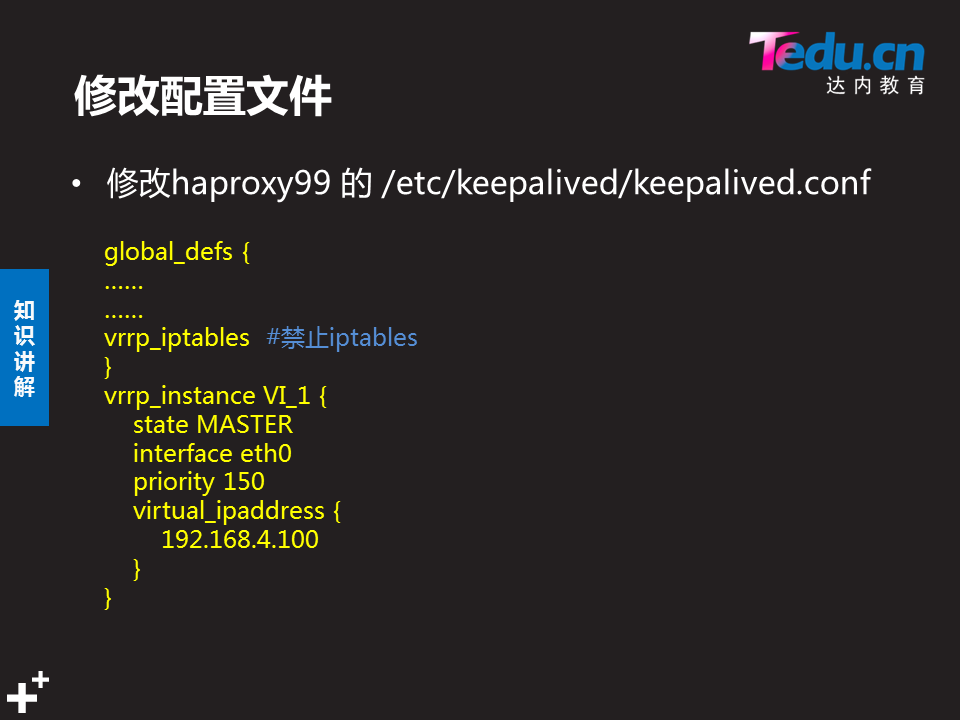 Tedu.cn
达内教育
修改配置文件
• 修改haproxy99 的 /etc/keepalived/keepalived.conf
global_defs {
……
……
vrrp_iptables #禁止iptables
}
vrrp_instance VI_1 {
state MASTER
interface eth0
priority 150
virtual_ipaddress {
192.168.4.100
}
}
知
识
讲
解